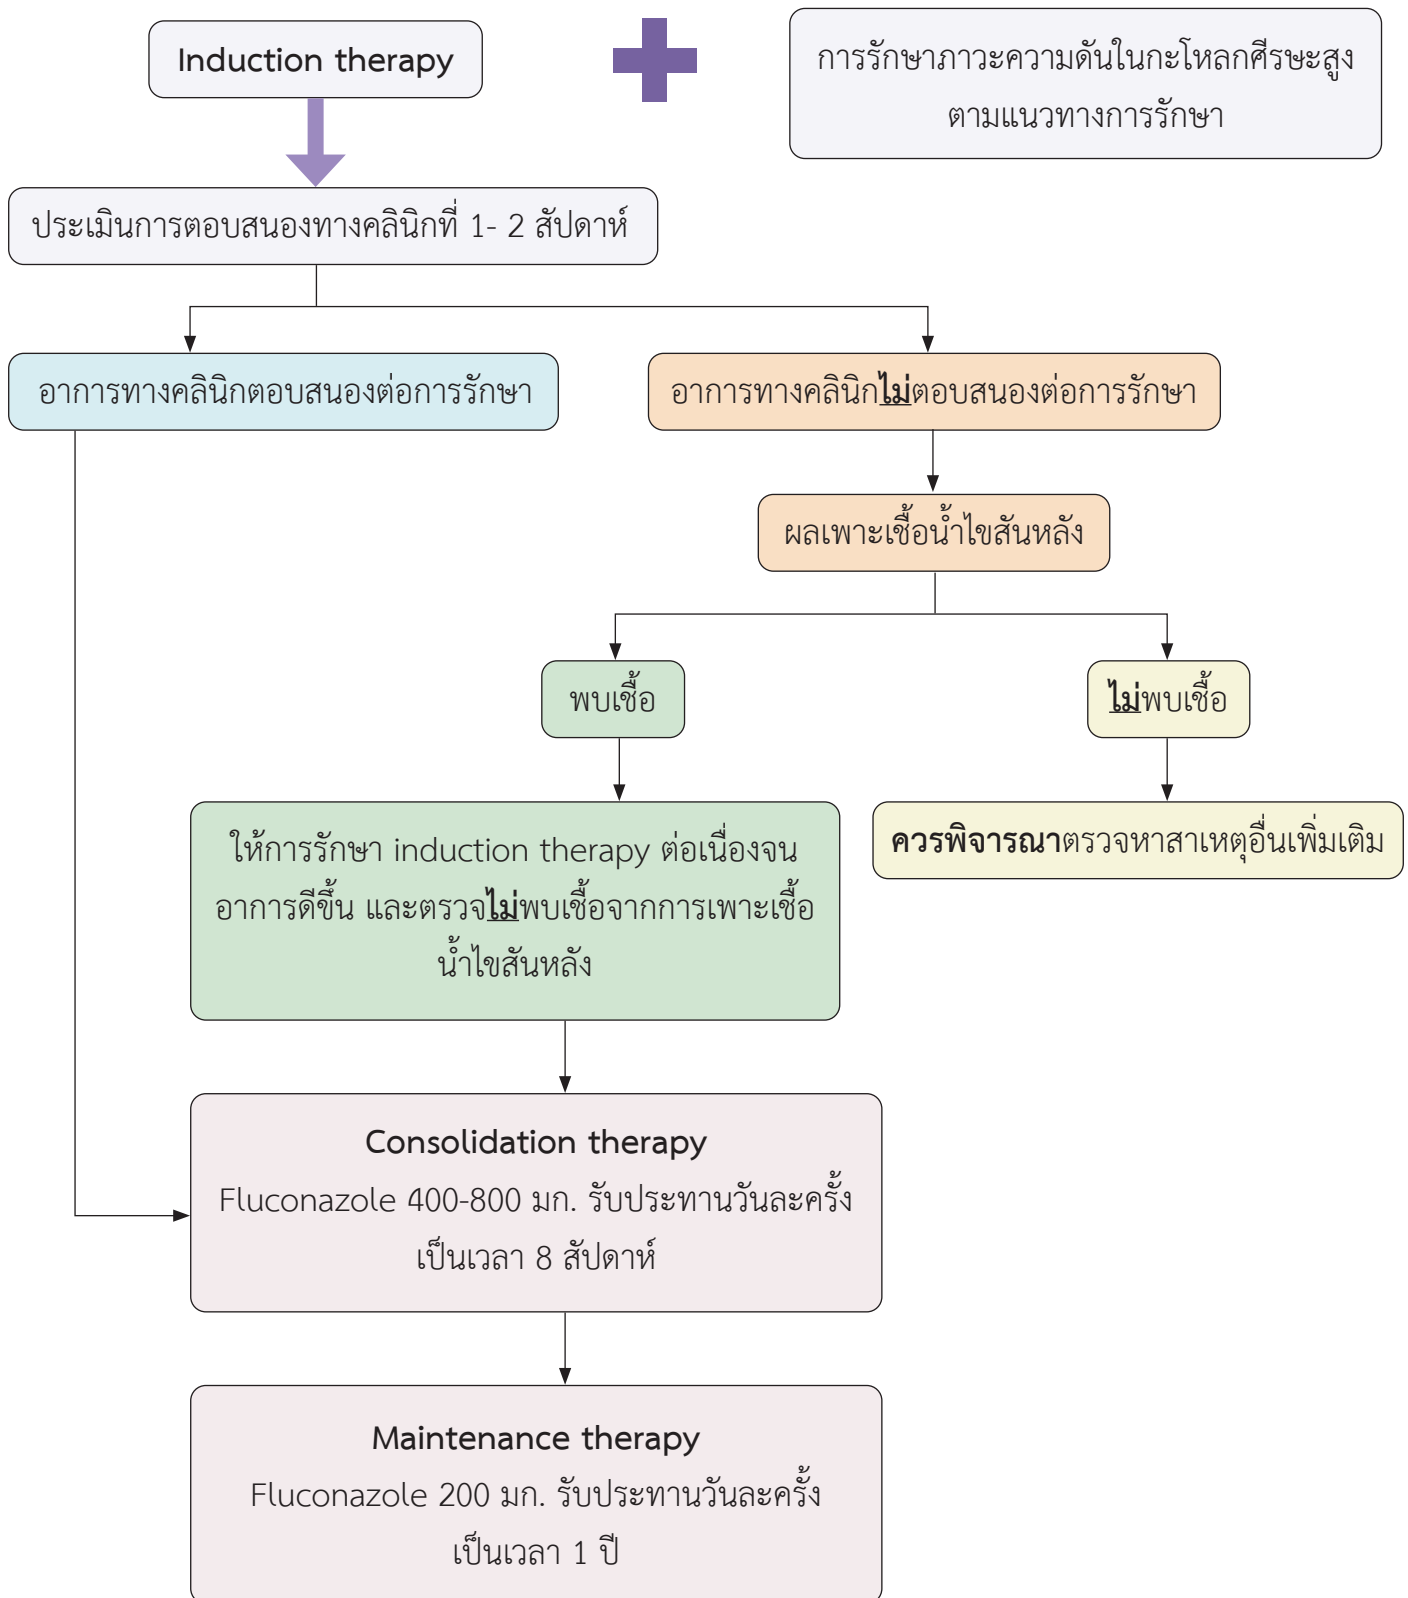 Induction therapy
การรักษาภาวะความดันในกะโหลกศีรษะสูง
ตามแนวทางการรักษา
ประเมินการตอบสนองทางคลินิกที่ 1- 2 สัปดาห์
อาการทางคลินิกตอบสนองต่อการรักษา
อาการทางคลินิกไม่ตอบสนองต่อการรักษา
ผลเพาะเชื้อน้ำไขสันหลัง
พบเชื้อ
ไม่พบเชื้อ
ให้การรักษา induction therapy ต่อเนื่องจน
อาการดีขึ้น และตรวจไม่พบเชื้อจากการเพาะเชื้อ
น้ำไขสันหลัง
ควรพิจารณาตรวจหาสาเหตุอื่นเพิ่มเติม
Consolidation therapy
Fluconazole 400-800 มก. รับประทานวันละครั้ง
เป็นเวลา 8 สัปดาห์
Maintenance therapy
Fluconazole 200 มก. รับประทานวันละครั้ง
เป็นเวลา 1 ปี